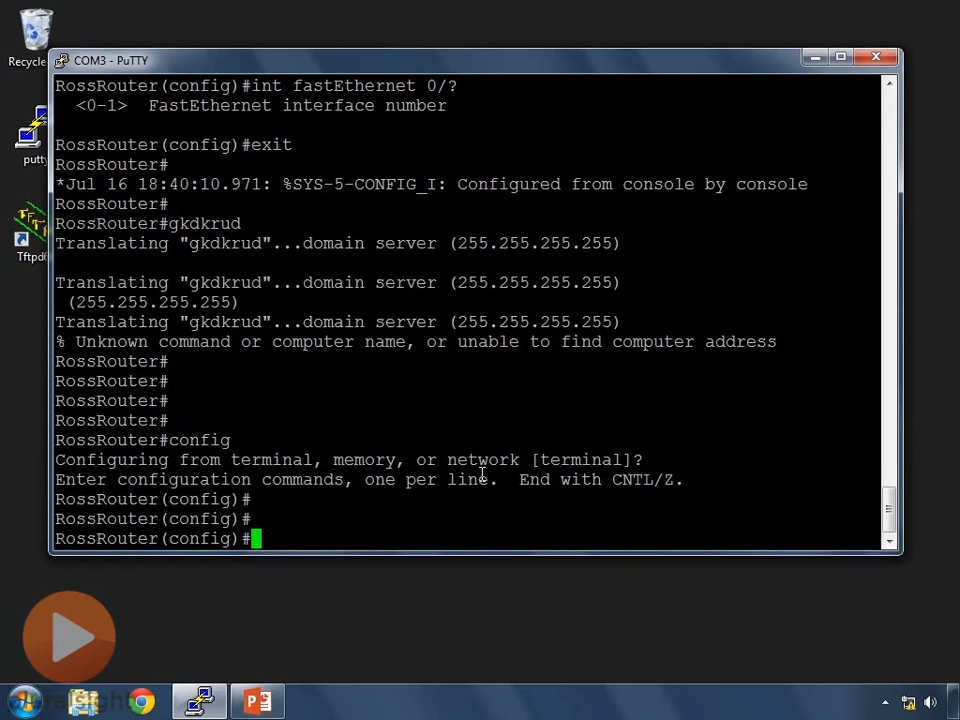 Recycle
COM3 - PuTTY
RossRouter(config)#int fastEthernet 0/?
<0-1>  FastEthernet interface number
RossRouter(config)#exit
RossRouter#
putty
*Jul 16 18:40:10.971: %SYS-5-CONFIG_I: Configured from console by console
RossRouter#
RossRouter#gkdkrud
Translating "gkdkrud"...domain server (255.255.255.255)
Tftpd
Translating "gkdkrud"...domain server (255.255.255.255)
(255.255.255.255)
Translating "gkdkrud"...domain server (255.255.255.255)
% Unknown command or computer name, or unable to find computer address
RossRouter#
RossRouter#
RossRouter#
RossRouter#
RossRouter#config
Configuring from terminal, memory, or network [terminal]?
Enter configuration commands, one per line.  End with CNTL/Z.
RossRouter(config)#
RossRouter(config)#
RossRouter(config)#
pluralsight